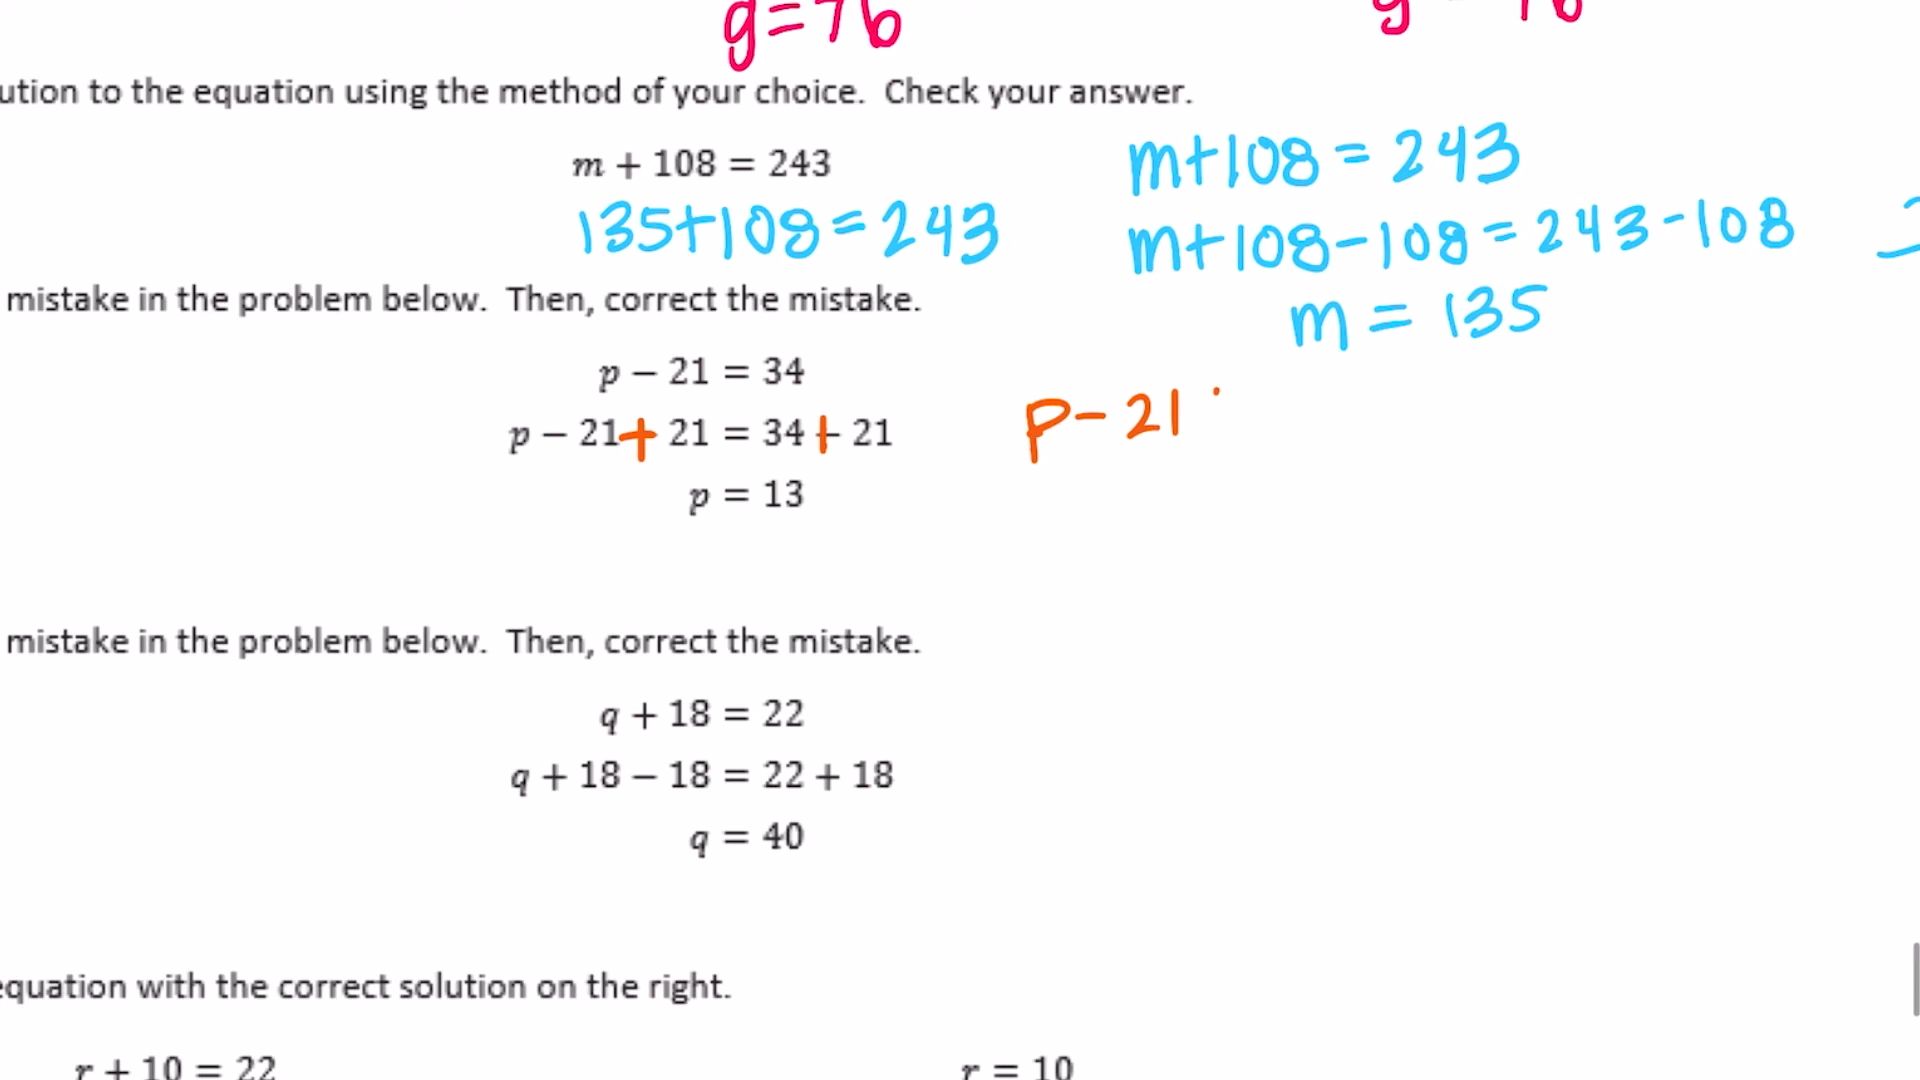 g=76
ution to the equation using the method of your choice. Check your answer.
m + 108 = 243
135+108=243
m+108=243
m+108-108=243-108
m=135
mistake in the problem below. Then, correct the mistake.
p − 21 = 34
p − 21 + 21 = 34 + 21
p = 13
P-21
mistake in the problem below. Then, correct the mistake.
q + 18 = 22
q + 18 − 18 = 22 + 18
q = 40
equation with the correct solution on the right.
r + 10 = 22
r = 10